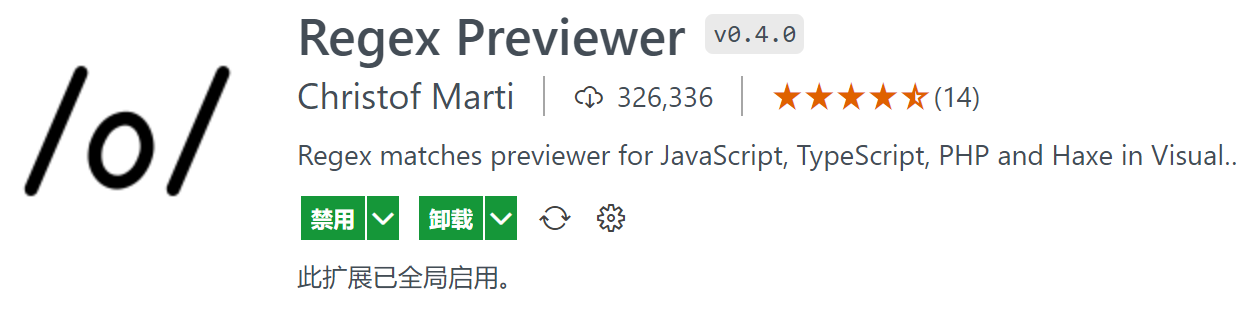 /o/
Regex Previewer v0.4.0
Christof Marti 326,336 (14)
Regex matches previewer for JavaScript, TypeScript, PHP and Haxe in Visual..
禁用 卸载
此扩展已全局启用。